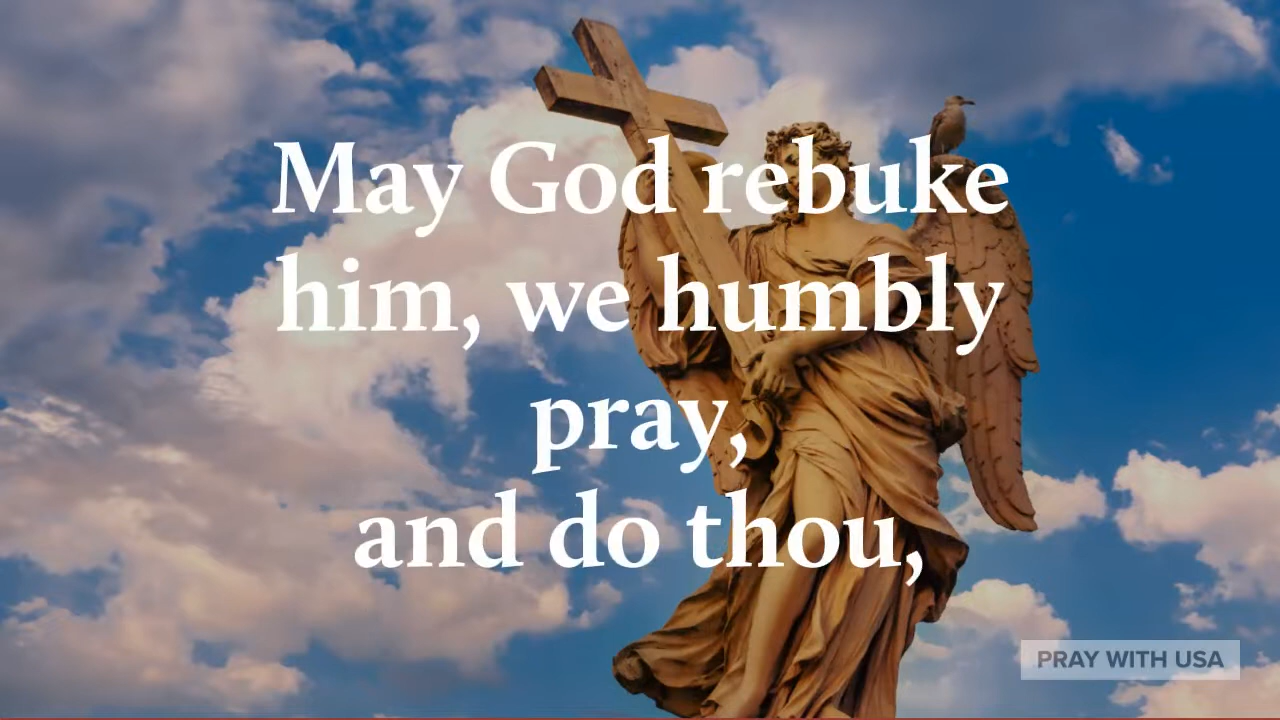 May God rebuke
him, we humbly
pray,
and do thou,
PRAY WITH USA